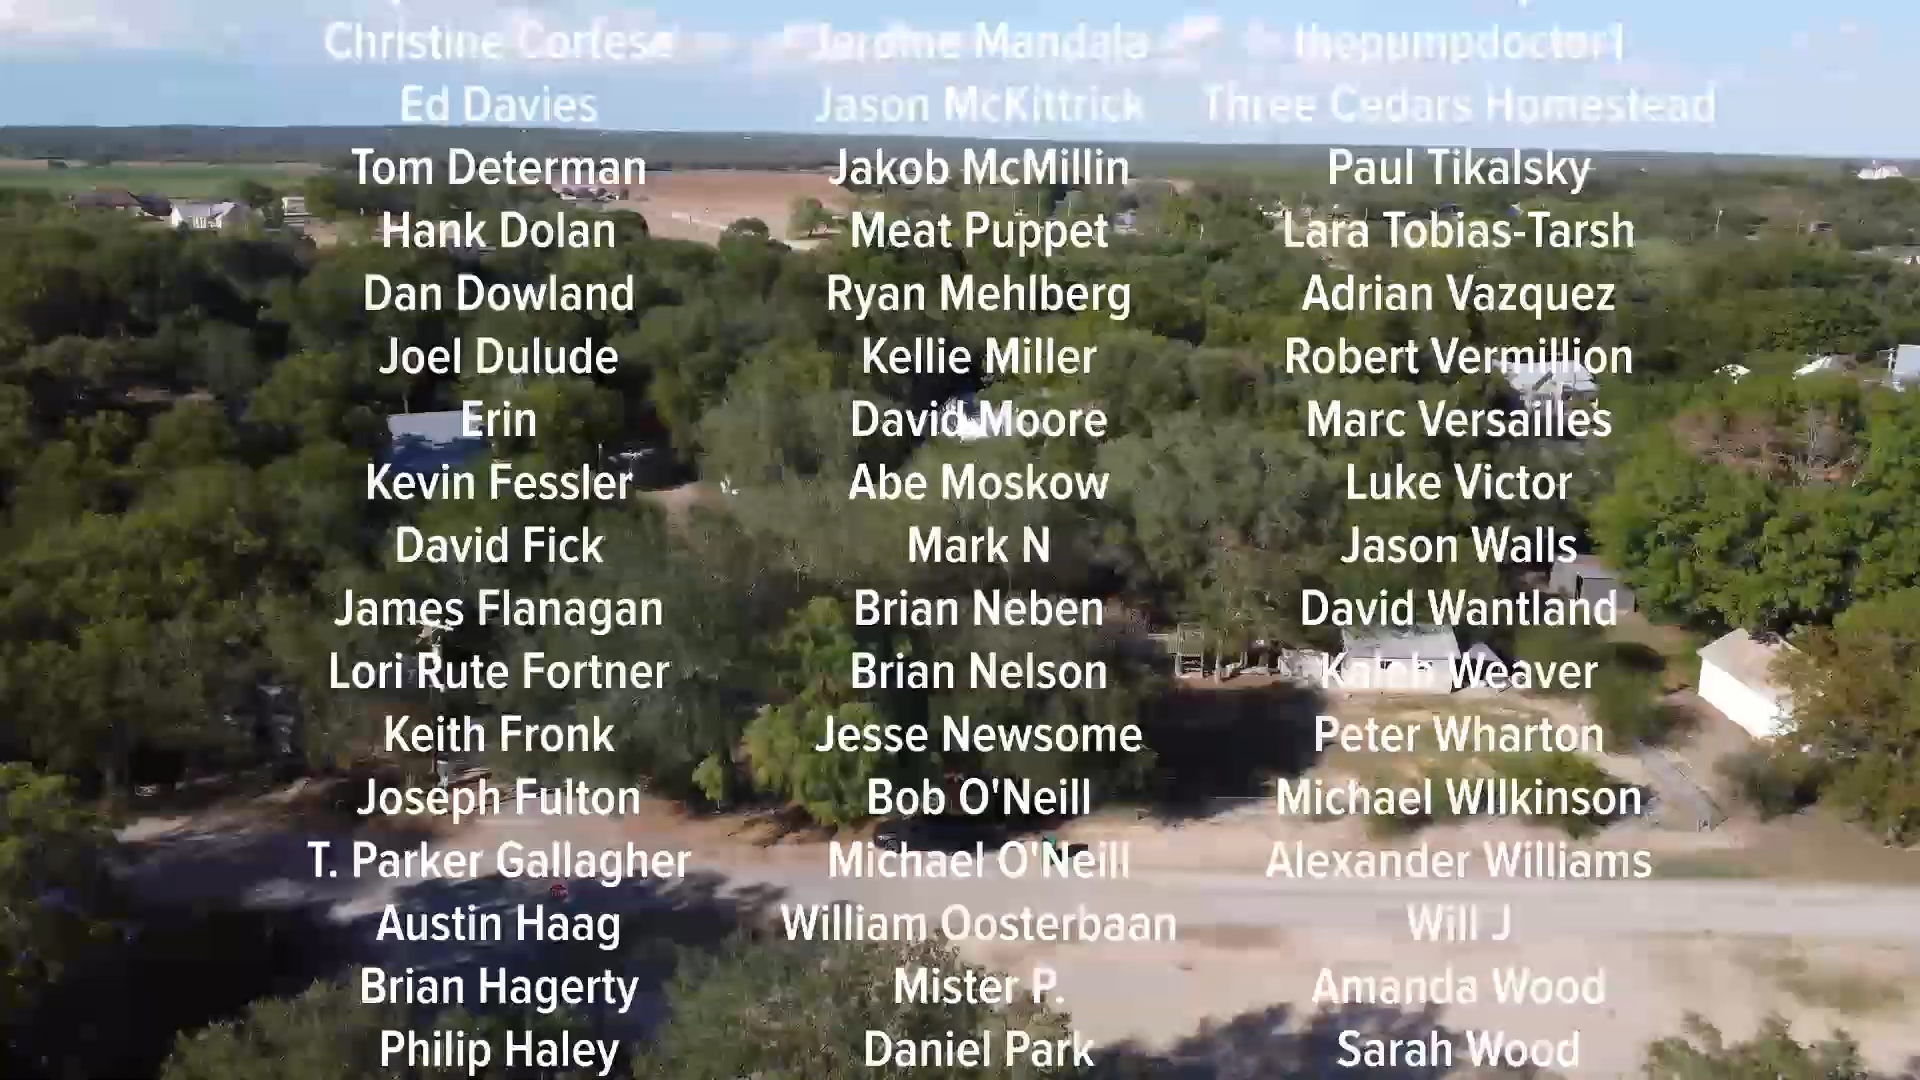 Christine Cortese
Ed Davies
Tom Determan
Hank Dolan
Dan Dowland
Joel Dulude
Erin
Kevin Fessler
David Fick
James Flanagan
Lori Rute Fortner
Keith Fronk
Joseph Fulton
T. Parker Gallagher
Austin Haag
Brian Hagerty
Philip Haley
Jerome Mandala
Jason McKittrick
Jakob McMillin
Meat Puppet
Ryan Mehlberg
Kellie Miller
David Moore
Abe Moskow
Mark N
Brian Neben
Brian Nelson
Jesse Newsome
Bob O'Neill
Michael O'Neill
William Oosterbaan
Mister P.
Daniel Park
thepumpdoctor1
Three Cedars Homestead
Paul Tikalsky
Lara Tobias-Tarsh
Adrian Vazquez
Robert Vermillion
Marc Versailles
Luke Victor
Jason Walls
David Wantland
Kaleb Weaver
Peter Wharton
Michael WIlkinson
Alexander Williams
Will J
Amanda Wood
Sarah Wood